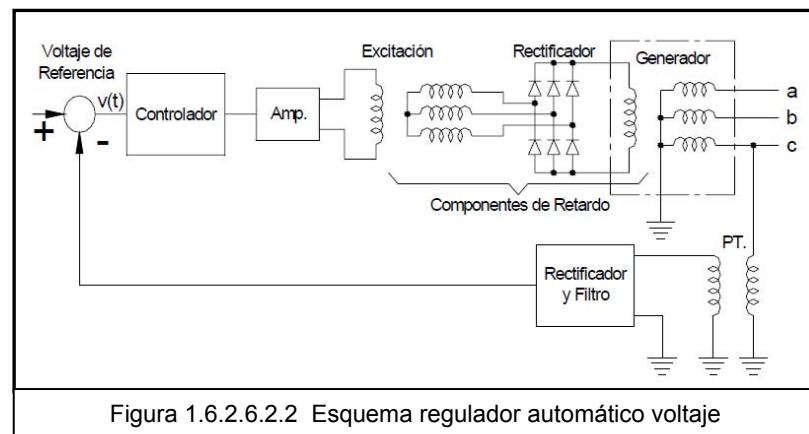 Voltaje de
Referencia
v(t)
+
-
Controlador
Amp.
Excitación
Rectificador
Generador
a
b
c
Componentes de Retardo
PT.
Rectificador
y Filtro
Figura 1.6.2.6.2.2 Esquema regulador automático voltaje